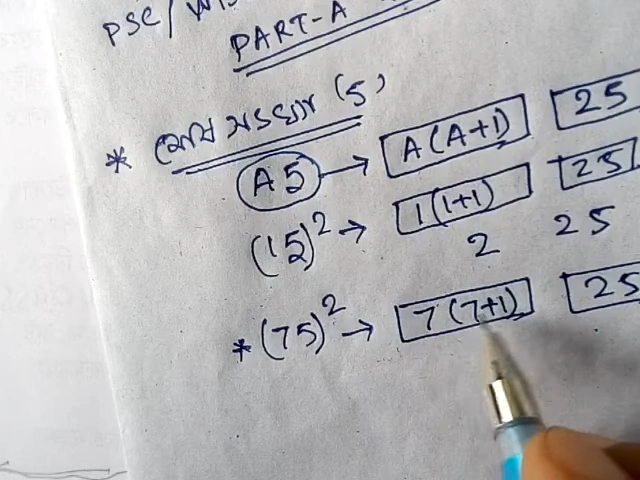 PSC/
PART-A
* শেষ সংখ্যা (5)
A5 → A(A+1) 25
(15)² → 1(1+1) 25
2 25
* (75)² → 7(7+1) 25